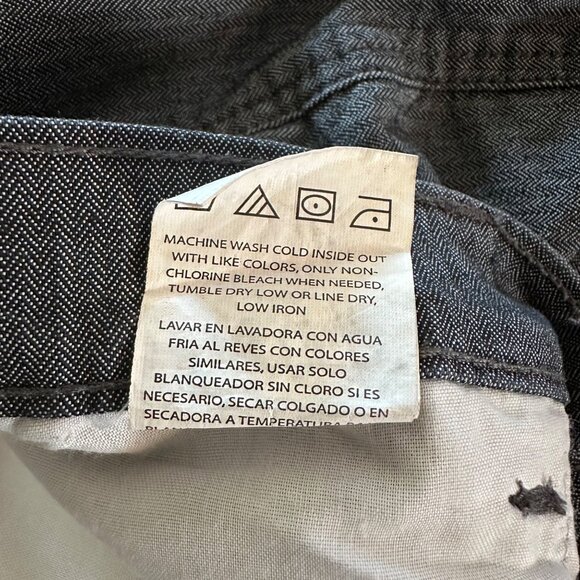 MACHINE WASH COLD INSIDE OUT
WITH LIKE COLORS, ONLY NON-
CHLORINE BLEACH WHEN NEEDED,
TUMBLE DRY LOW OR LINE DRY,
LOW IRON
LAVAR EN LAVADORA CON AGUA
FRIA AL REVES CON COLORES
SIMILARES, USAR SOLO
BLANQUEADOR SIN CLORO SI ES
NECESARIO, SECAR COLGADO O EN
SECADORA A TEMPERATURA